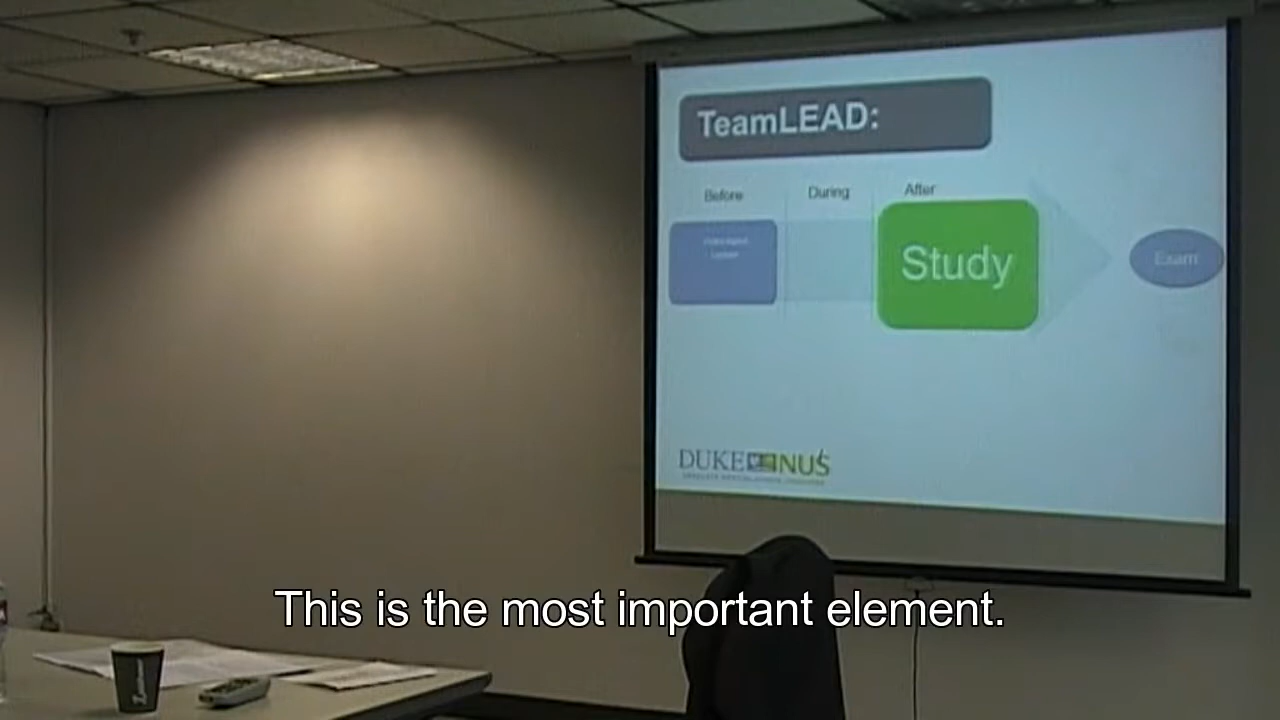 TeamLEAD:
Before
During
After
Study
Exam
DUKE NUS
This is the most important element.